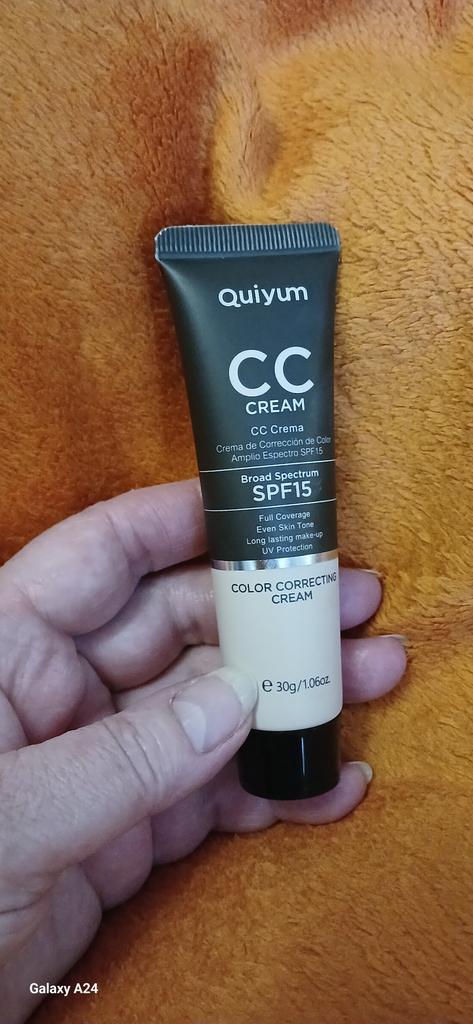 Quiyum
CC
CREAM
CC Crema
Crema de Corrección de Color
Amplio Espectro SPF15
Broad Spectrum
SPF15
Full Coverage
Even Skin Tone
Long lasting make-up
UV Protection
COLOR CORRECTING
CREAM
℮ 30g/1.06oz.
Galaxy A24